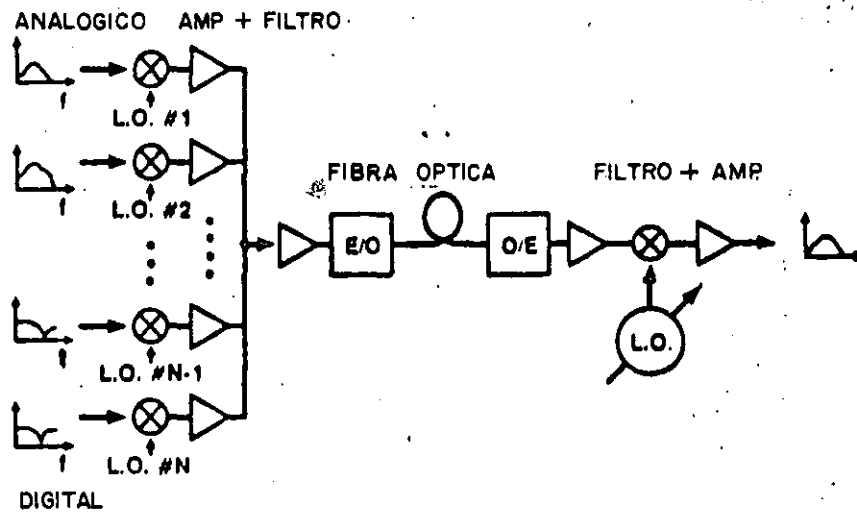 ANALOGICO AMP + FILTRO
f
L.O. #1
f
L.O. #2
FIBRA OPTICA
FILTRO + AMP.
E/O
O/E
L.O.
f
L.O. #N-1
f
L.O. #N
DIGITAL